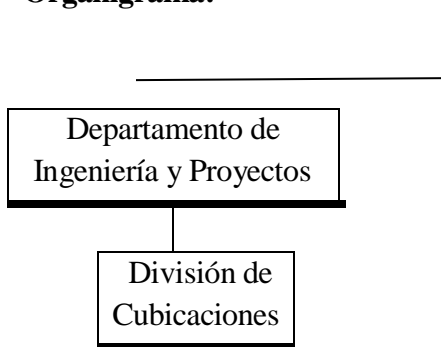 Organigrama:
Departamento de
Ingeniería y Proyectos
División de
Cubicaciones